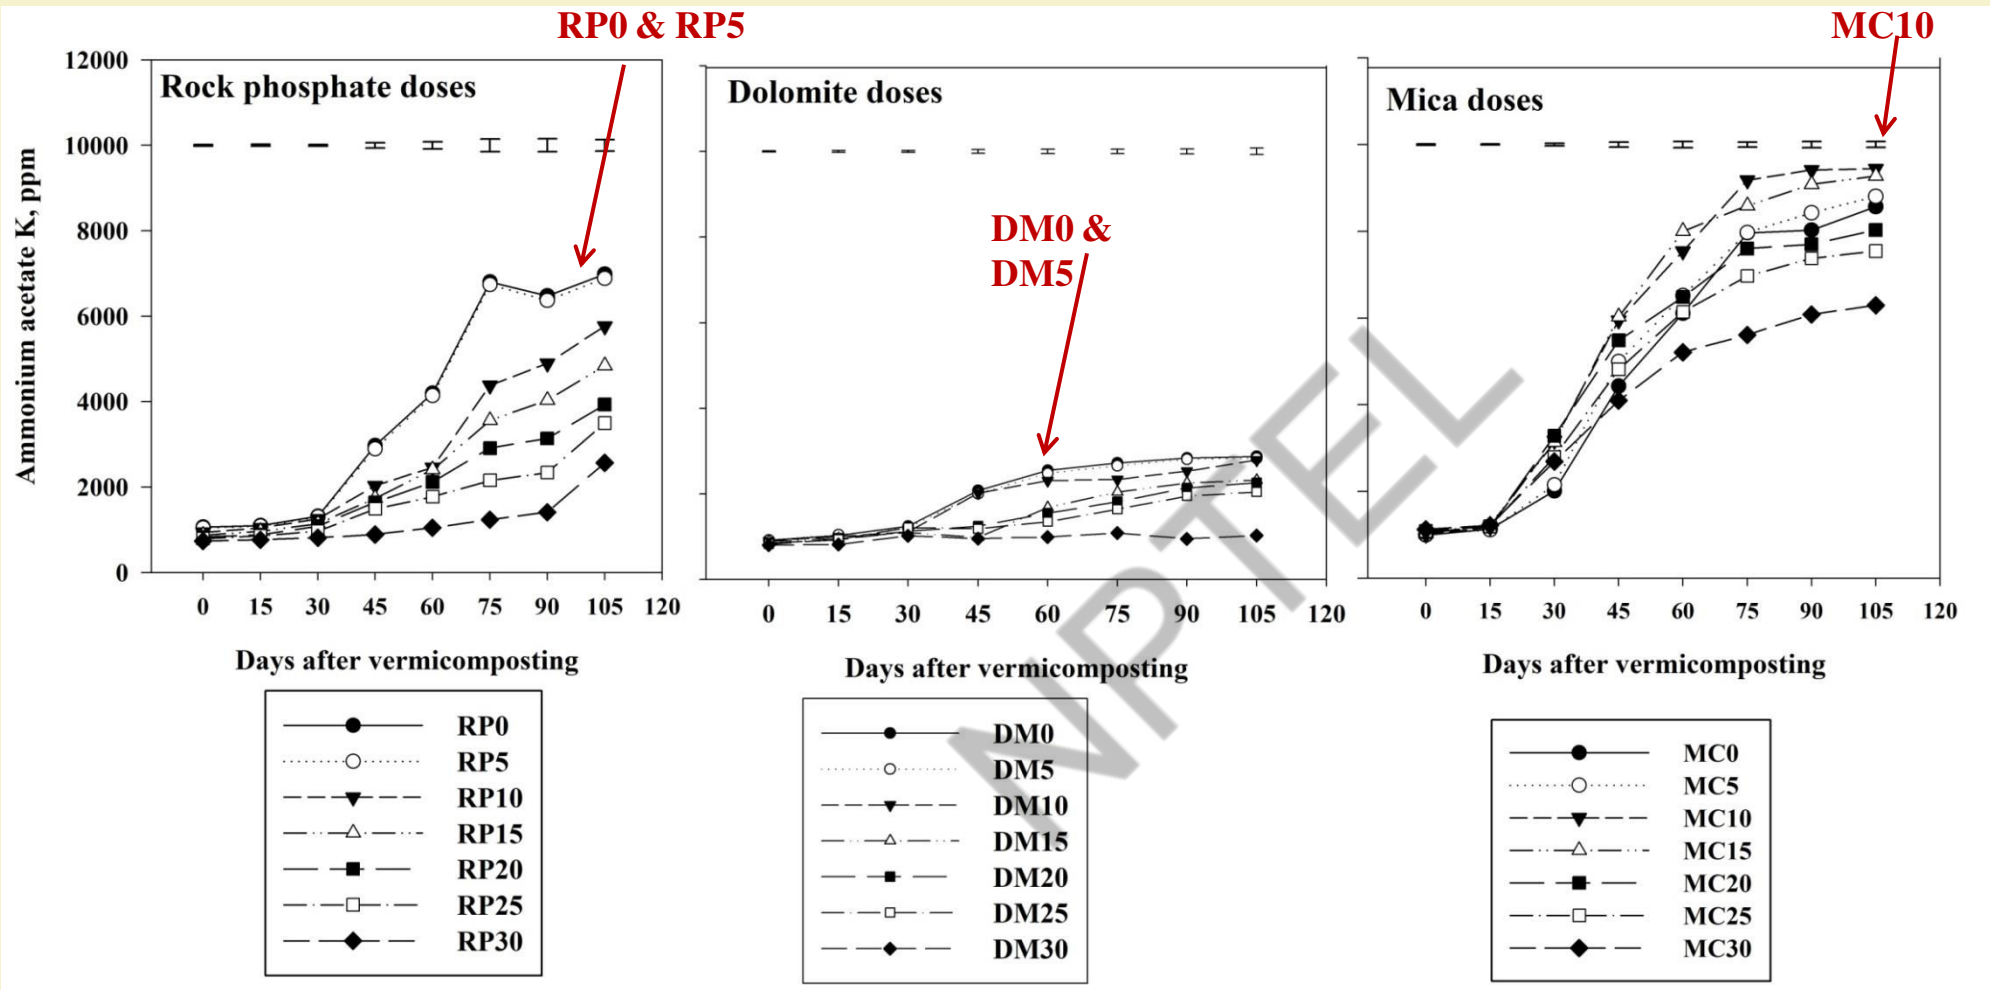 RP0 & RP5
MC10
Rock phosphate doses
Dolomite doses
Mica doses
DM0 &
DM5
Ammonium acetate K, ppm
12000
10000
8000
6000
4000
2000
0
0 15 30 45 60 75 90 105 120
0 15 30 45 60 75 90 105 120
0 15 30 45 60 75 90 105 120
Days after vermicomposting
Days after vermicomposting
Days after vermicomposting
RP0
RP5
RP10
RP15
RP20
RP25
RP30
DM0
DM5
DM10
DM15
DM20
DM25
DM30
MC0
MC5
MC10
MC15
MC20
MC25
MC30
NPTEL